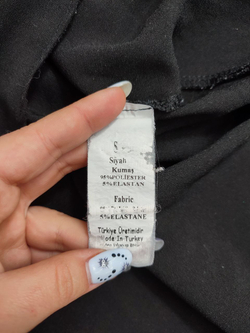 S
Siyah
Kumaş
95%POLİESTER
5%ELASTAN
Fabric
5%ELASTANE
Türkiye Üretimidir
Made In Turkey